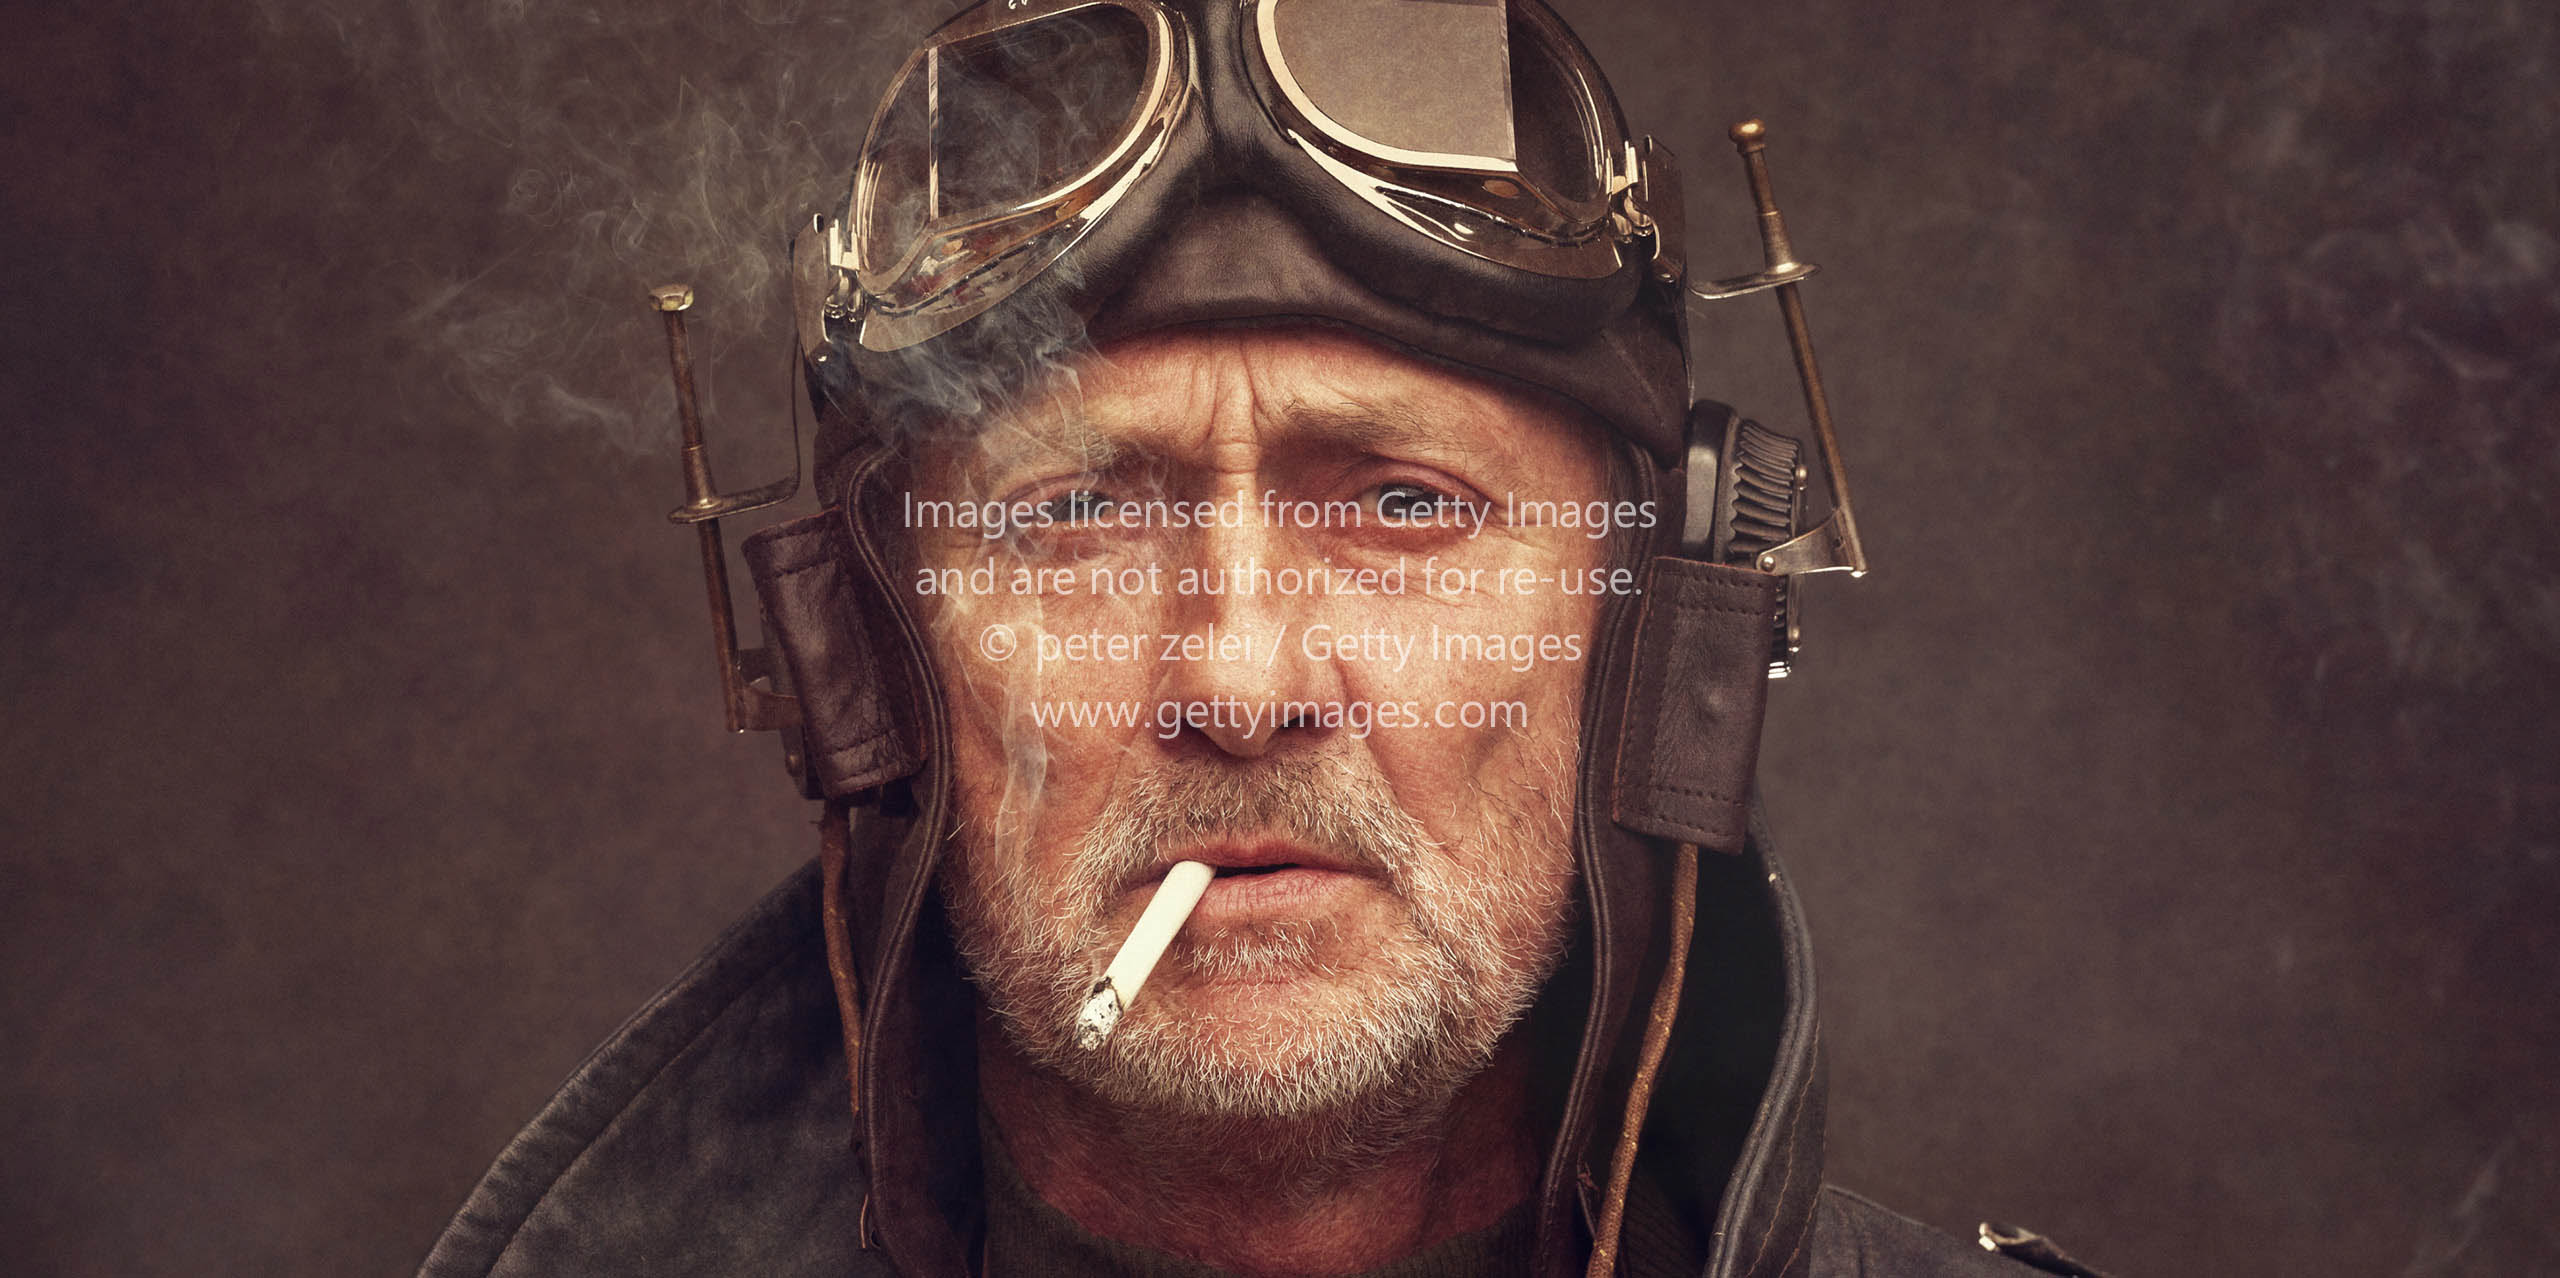 Images licensed from Getty Images
and are not authorized for re-use.
© peter zelei / Getty Images
www.gettyimages.com